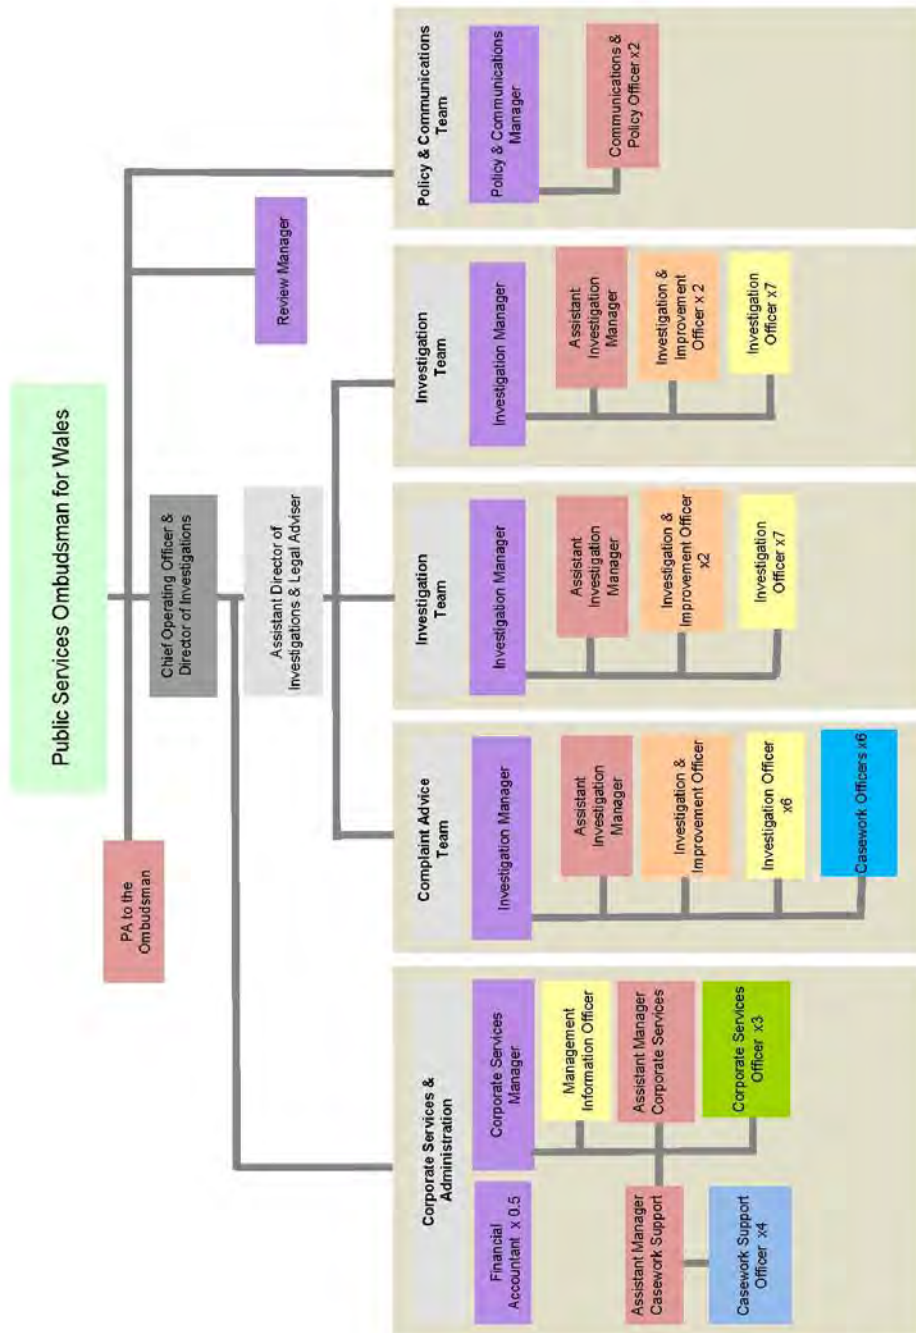 Public Services Ombudsman for Wales
PA to the
Ombudsman
Chief Operating Officer &
Director of Investigations
Review Manager
Assistant Director of
Investigations & Legal Adviser
Corporate Services &
Administration
Financial
Accountant x 0.5
Corporate Services
Manager
Management
Information Officer
Assistant Manager
Casework Support
Assistant Manager
Corporate Services
Casework Support
Officer x4
Corporate Services
Officer x3
Complaint Advice
Team
Investigation Manager
Assistant
Investigation
Manager
Investigation &
Improvement Officer
Investigation Officer
x6
Casework Officers x6
Investigation
Team
Investigation Manager
Assistant
Investigation
Manager
Investigation &
Improvement Officer
x2
Investigation
Officer x7
Investigation
Team
Investigation Manager
Assistant
Investigation
Manager
Investigation &
Improvement
Officer x 2
Investigation
Officer x7
Policy & Communications
Team
Policy & Communications
Manager
Communications &
Policy Officer x2